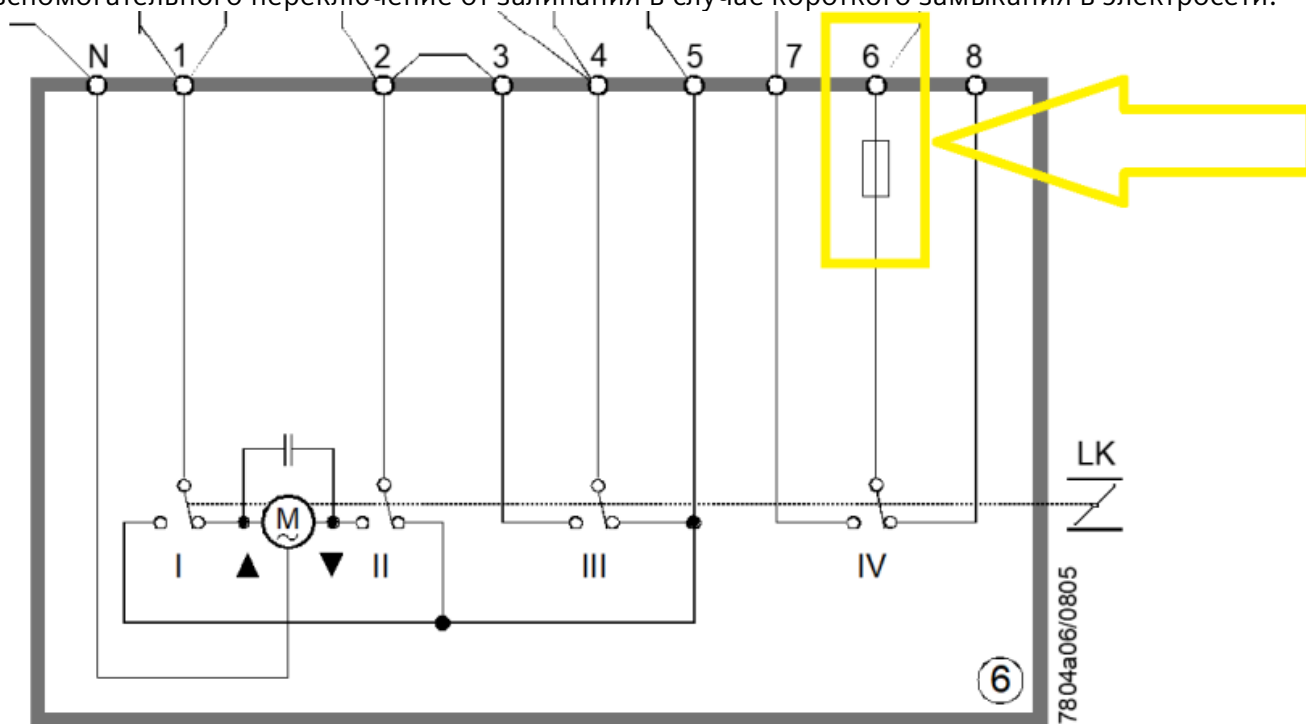 вспомогательного переключение от залипания в случае короткого замыкания в электросети.
N 1 2 3 4 5 7 6 8
LK
M
~
I ▲ ▼ II III IV
6
7804a06/0805